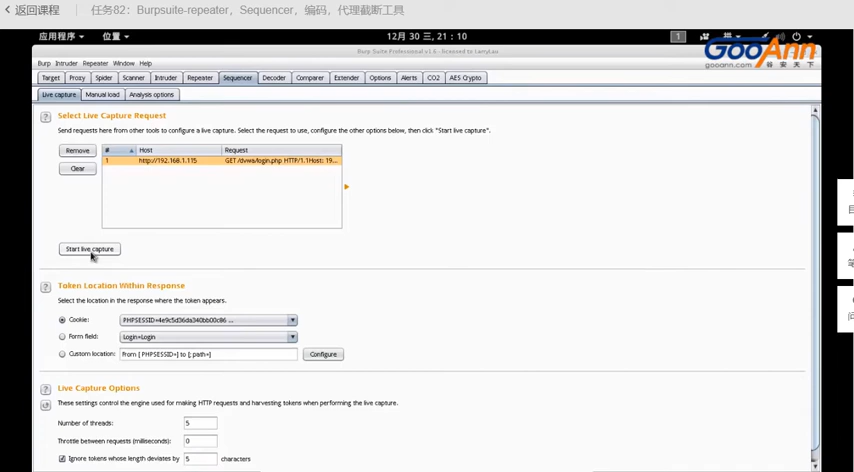 返回课程 任务82：Burpsuite-repeater，Sequencer，编码，代理截断工具
应用程序 位置 12月 30 三，21：10 1
GooAnn
gooann.com 谷安天下
Burp Suite Professional v1.6 - licensed to LarryLau
Burp Intruder Repeater Window Help
Target Proxy Spider Scanner Intruder Repeater Sequencer Decoder Comparer Extender Options Alerts CO2 AES Crypto
Live capture Manual load Analysis options
? Select Live Capture Request
Send requests here from other tools to configure a live capture. Select the request to use, configure the other options below, then click "Start live capture".
Remove # Host Request
1 http://192.168.1.115 GET /dvwa/login.php HTTP/1.1Host: 19...
Clear
Start live capture
? Token Location Within Response
Select the location in the response where the token appears.
Cookie: PHPSESSID=4e9c5d36da340bb00c86 ...
Form field: Login=Login
Custom location: From [ PHPSESSID=] to [; path=] Configure
? Live Capture Options
These settings control the engine used for making HTTP requests and harvesting tokens when performing the live capture.
Number of threads: 5
Throttle between requests (milliseconds): 0
Ignore tokens whose length deviates by 5 characters